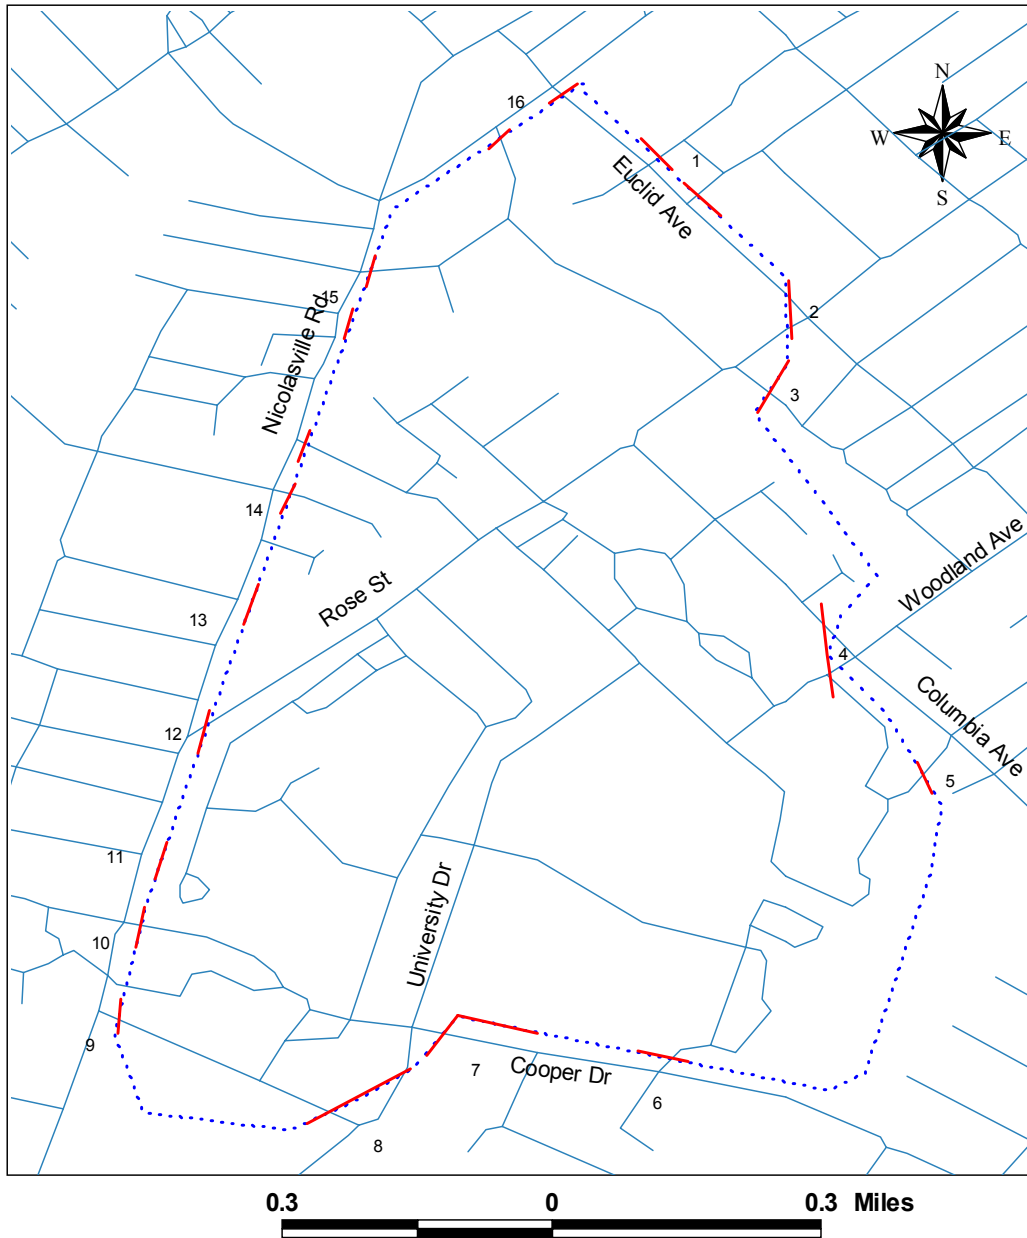 N
16
W
E
1
S
Euclid Ave
15
2
Nicolasville Rd
3
14
Woodland Ave
Rose St
13
4
Columbia Ave
12
5
11
University Dr
10
9
7
Cooper Dr
6
8
0.3 0 0.3 Miles